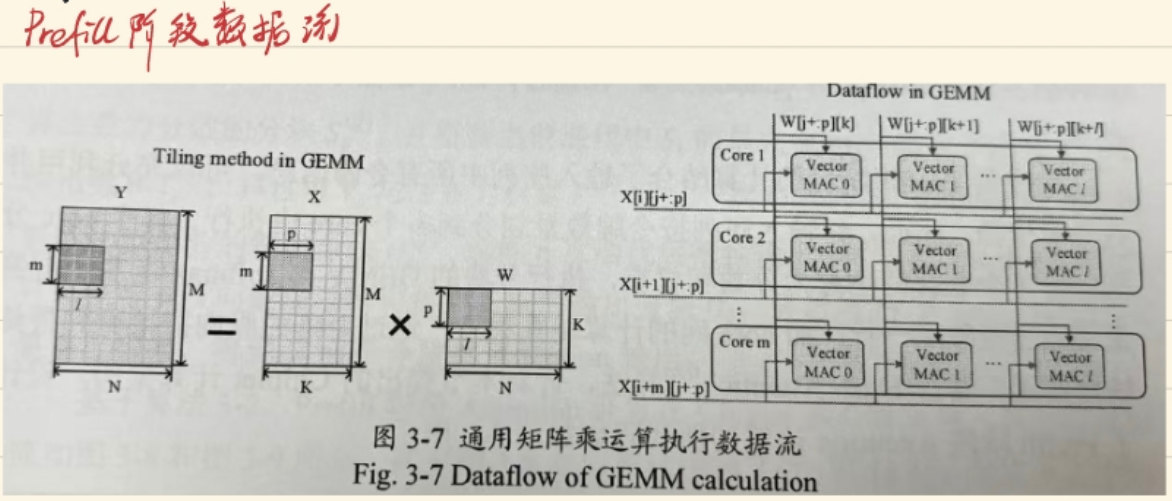 Prefill 阶段数据流
Tiling method in GEMM
Y
m
l
M
N
=
X
p
m
M
K
×
W
p
l
K
N
Dataflow in GEMM
W[j+:p][k]
W[j+:p][k+1]
W[j+:p][k+l]
Core 1
Vector MAC 0
Vector MAC 1
...
Vector MAC l
X[i][j+:p]
Core 2
Vector MAC 0
Vector MAC 1
...
Vector MAC l
X[i+1][j+:p]
Core m
Vector MAC 0
Vector MAC 1
...
Vector MAC l
X[i+m][j+:p]
图 3-7 通用矩阵乘运算执行数据流
Fig. 3-7 Dataflow of GEMM calculation